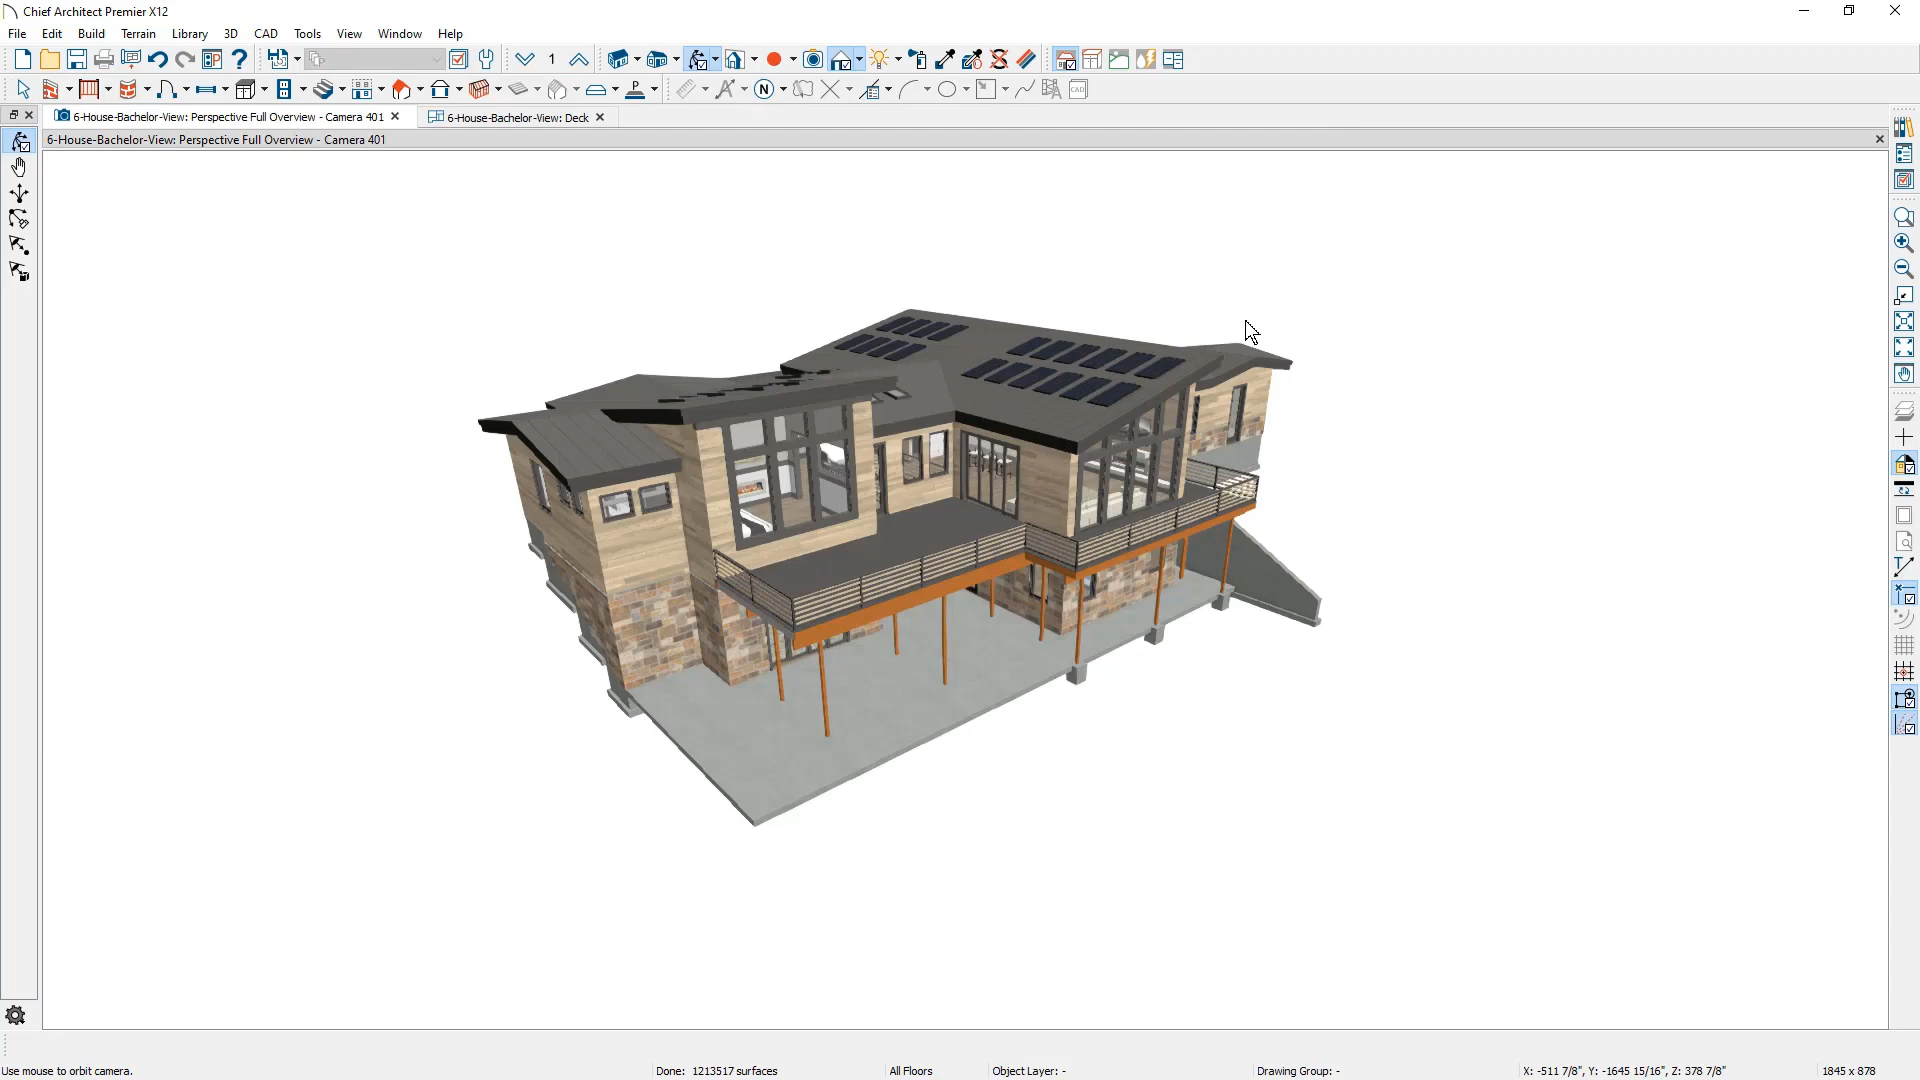 Chief Architect Premier X12
File Edit Build Terrain Library 3D CAD Tools View Window Help
1
N P CAD
6-House-Bachelor-View: Perspective Full Overview - Camera 401
6-House-Bachelor-View: Deck
6-House-Bachelor-View: Perspective Full Overview - Camera 401
Use mouse to orbit camera.
Done: 1213517 surfaces
All Floors
Object Layer: -
Drawing Group: -
X: -511 7/8", Y: -1645 15/16", Z: 378 7/8"
1845 x 878